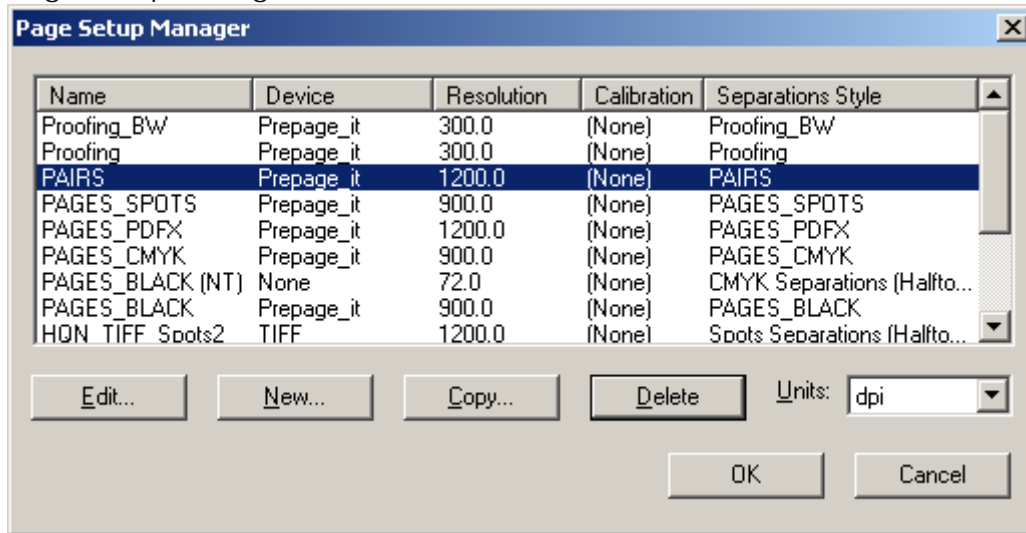 Page Setup Manager
Name Device Resolution Calibration Separations Style
Proofing_BW Prepage_it 300.0 (None) Proofing_BW
Proofing Prepage_it 300.0 (None) Proofing
PAIRS Prepage_it 1200.0 (None) PAIRS
PAGES_SPOTS Prepage_it 900.0 (None) PAGES_SPOTS
PAGES_PDFX Prepage_it 1200.0 (None) PAGES_PDFX
PAGES_CMYK Prepage_it 900.0 (None) PAGES_CMYK
PAGES_BLACK (NT) None 72.0 (None) CMYK Separations (Halfto...
PAGES_BLACK Prepage_it 900.0 (None) PAGES_BLACK
HQN_TIFF_Spots2 TIFF 1200.0 (None) Spots Separations (Halfto...
Edit... New... Copy... Delete Units: dpi
OK Cancel